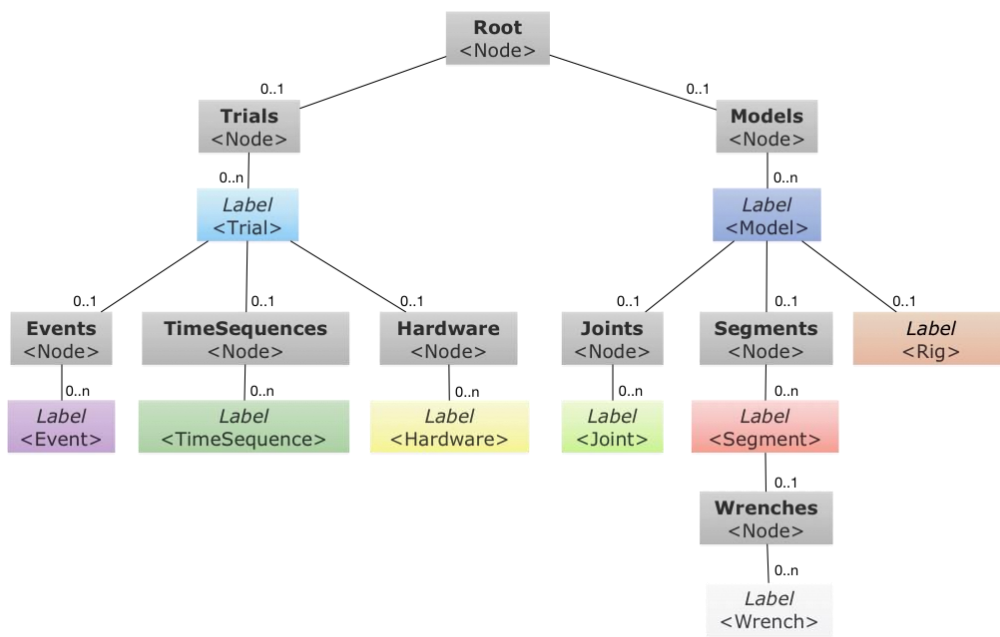 Root
<Node>
0..1
0..1
Trials
<Node>
Models
<Node>
0..n
0..n
Label
<Trial>
Label
<Model>
0..1
0..1
0..1
0..1
0..1
0..1
Events
<Node>
TimeSequences
<Node>
Hardware
<Node>
Joints
<Node>
Segments
<Node>
Label
<Rig>
0..n
0..n
0..n
0..n
0..n
Label
<Event>
Label
<TimeSequence>
Label
<Hardware>
Label
<Joint>
Label
<Segment>
0..1
Wrenches
<Node>
0..n
Label
<Wrench>